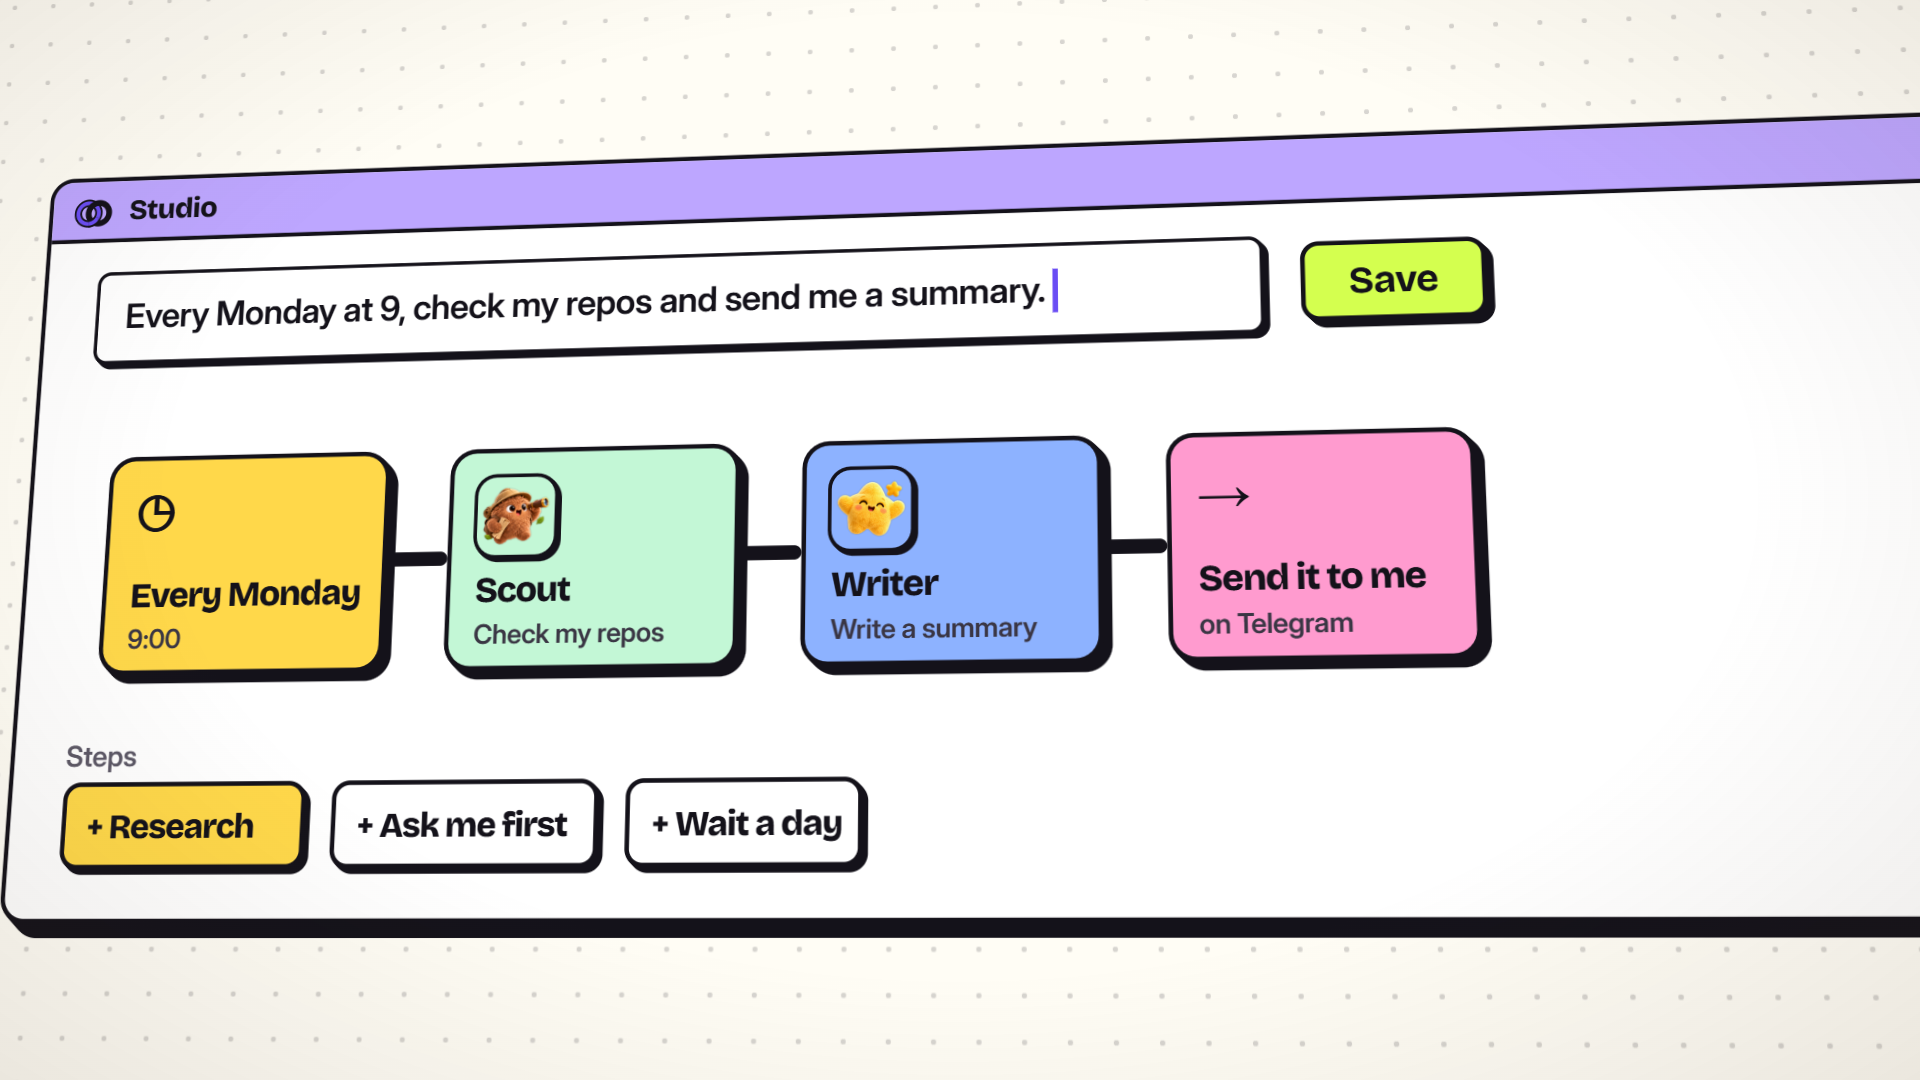 Studio
Every Monday at 9, check my repos and send me a summary.
Save
Every Monday
9:00
Scout
Check my repos
Writer
Write a summary
→
Send it to me
on Telegram
Steps
+ Research
+ Ask me first
+ Wait a day